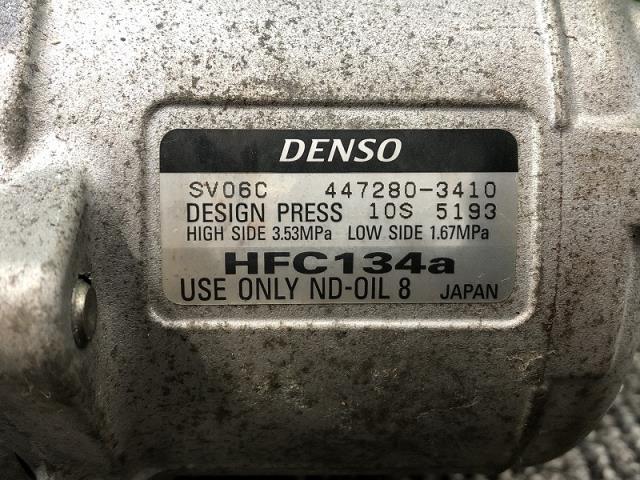 DENSO
SV06C 447280-3410
DESIGN PRESS 10S 5193
HIGH SIDE 3.53MPa LOW SIDE 1.67MPa
HFC134a
USE ONLY ND-OIL 8 JAPAN